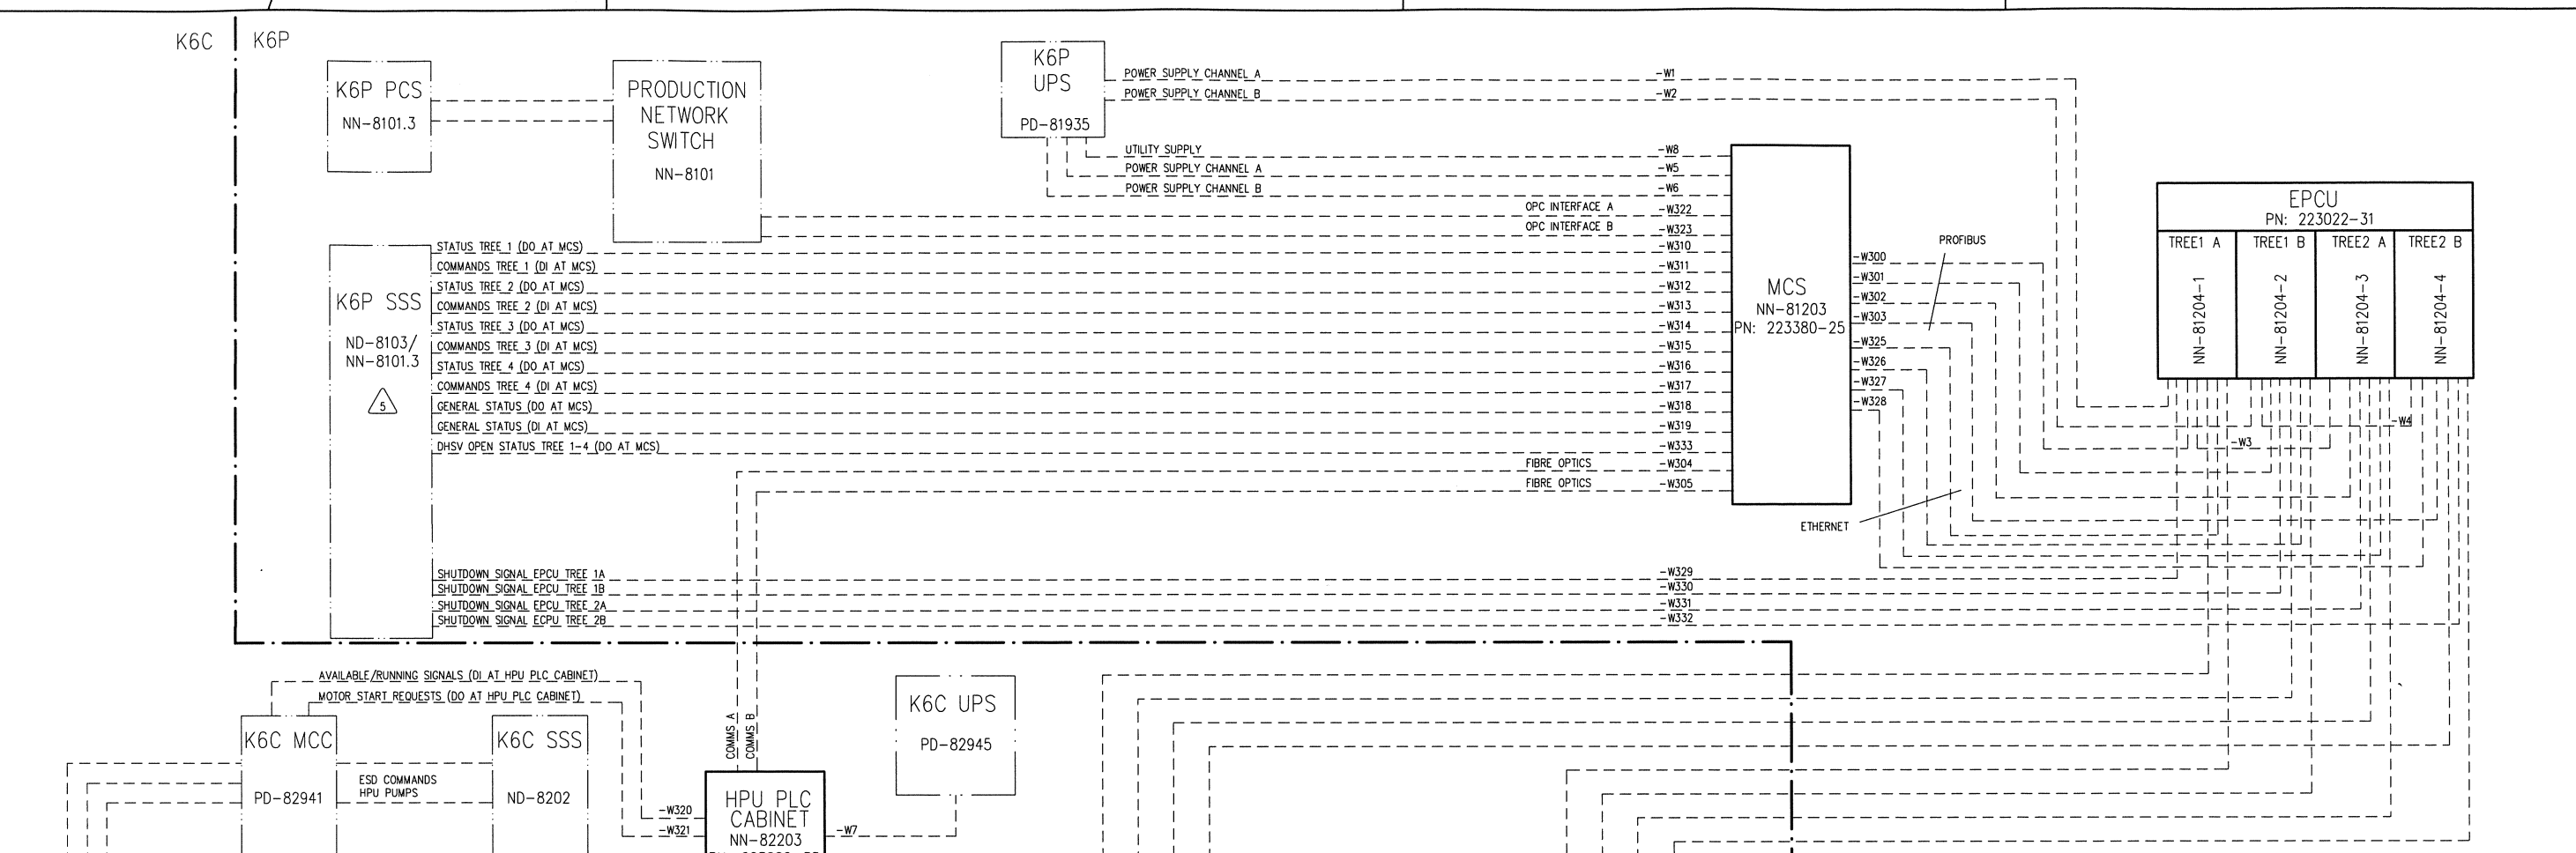 K6C
K6P
K6P PCS
NN-8101.3
PRODUCTION
NETWORK
SWITCH
NN-8101
K6P
UPS
PD-81935
POWER SUPPLY CHANNEL A
-W1
POWER SUPPLY CHANNEL B
-W2
UTILITY SUPPLY
-W8
POWER SUPPLY CHANNEL A
-W5
POWER SUPPLY CHANNEL B
-W6
OPC INTERFACE A
-W322
OPC INTERFACE B
-W323
K6P SSS
ND-8103/
NN-8101.3
5
STATUS TREE 1 (DO AT MCS)
-W310
COMMANDS TREE 1 (DI AT MCS)
-W311
STATUS TREE 2 (DO AT MCS)
-W312
COMMANDS TREE 2 (DI AT MCS)
-W313
STATUS TREE 3 (DO AT MCS)
-W314
COMMANDS TREE 3 (DI AT MCS)
-W315
STATUS TREE 4 (DO AT MCS)
-W316
COMMANDS TREE 4 (DI AT MCS)
-W317
GENERAL STATUS (DO AT MCS)
-W318
GENERAL STATUS (DI AT MCS)
-W319
DHSV OPEN STATUS TREE 1-4 (DO AT MCS)
-W333
FIBRE OPTICS
-W304
FIBRE OPTICS
-W305
MCS
NN-81203
PN: 223380-25
-W300
-W301
-W302
-W303
-W325
-W326
-W327
-W328
PROFIBUS
ETHERNET
EPCU
PN: 223022-31
TREE1 A
TREE1 B
TREE2 A
TREE2 B
NN-81204-1
NN-81204-2
NN-81204-3
NN-81204-4
-W4
-W3
SHUTDOWN SIGNAL EPCU TREE 1A
-W329
SHUTDOWN SIGNAL EPCU TREE 1B
-W330
SHUTDOWN SIGNAL EPCU TREE 2A
-W331
SHUTDOWN SIGNAL ECPU TREE 2B
-W332
AVAILABLE/RUNNING SIGNALS (DI AT HPU PLC CABINET)
MOTOR START REQUESTS (DO AT HPU PLC CABINET)
K6C MCC
PD-82941
ESD COMMANDS
HPU PUMPS
K6C SSS
ND-8202
COMMS A
COMMS B
-W320
-W321
HPU PLC
CABINET
NN-82203
-W7
K6C UPS
PD-82945